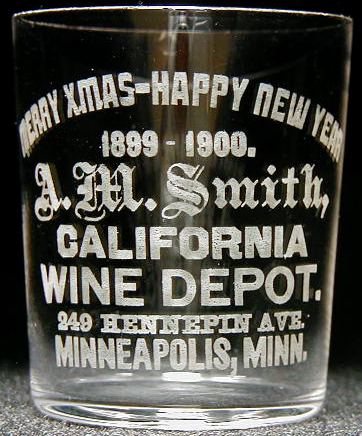 MERRY XMAS-HAPPY NEW YEAR
1899-1900.
A.M. Smith,
CALIFORNIA
WINE DEPOT.
249 HENNEPIN AVE.
MINNEAPOLIS, MINN.